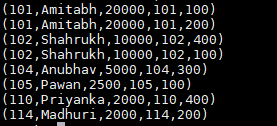 (101,Amitabh,20000,101,100)
(101,Amitabh,20000,101,200)
(102,Shahrukh,10000,102,400)
(102,Shahrukh,10000,102,100)
(104,Anubhav,5000,104,300)
(105,Pawan,2500,105,100)
(110,Priyanka,2000,110,400)
(114,Madhuri,2000,114,200)